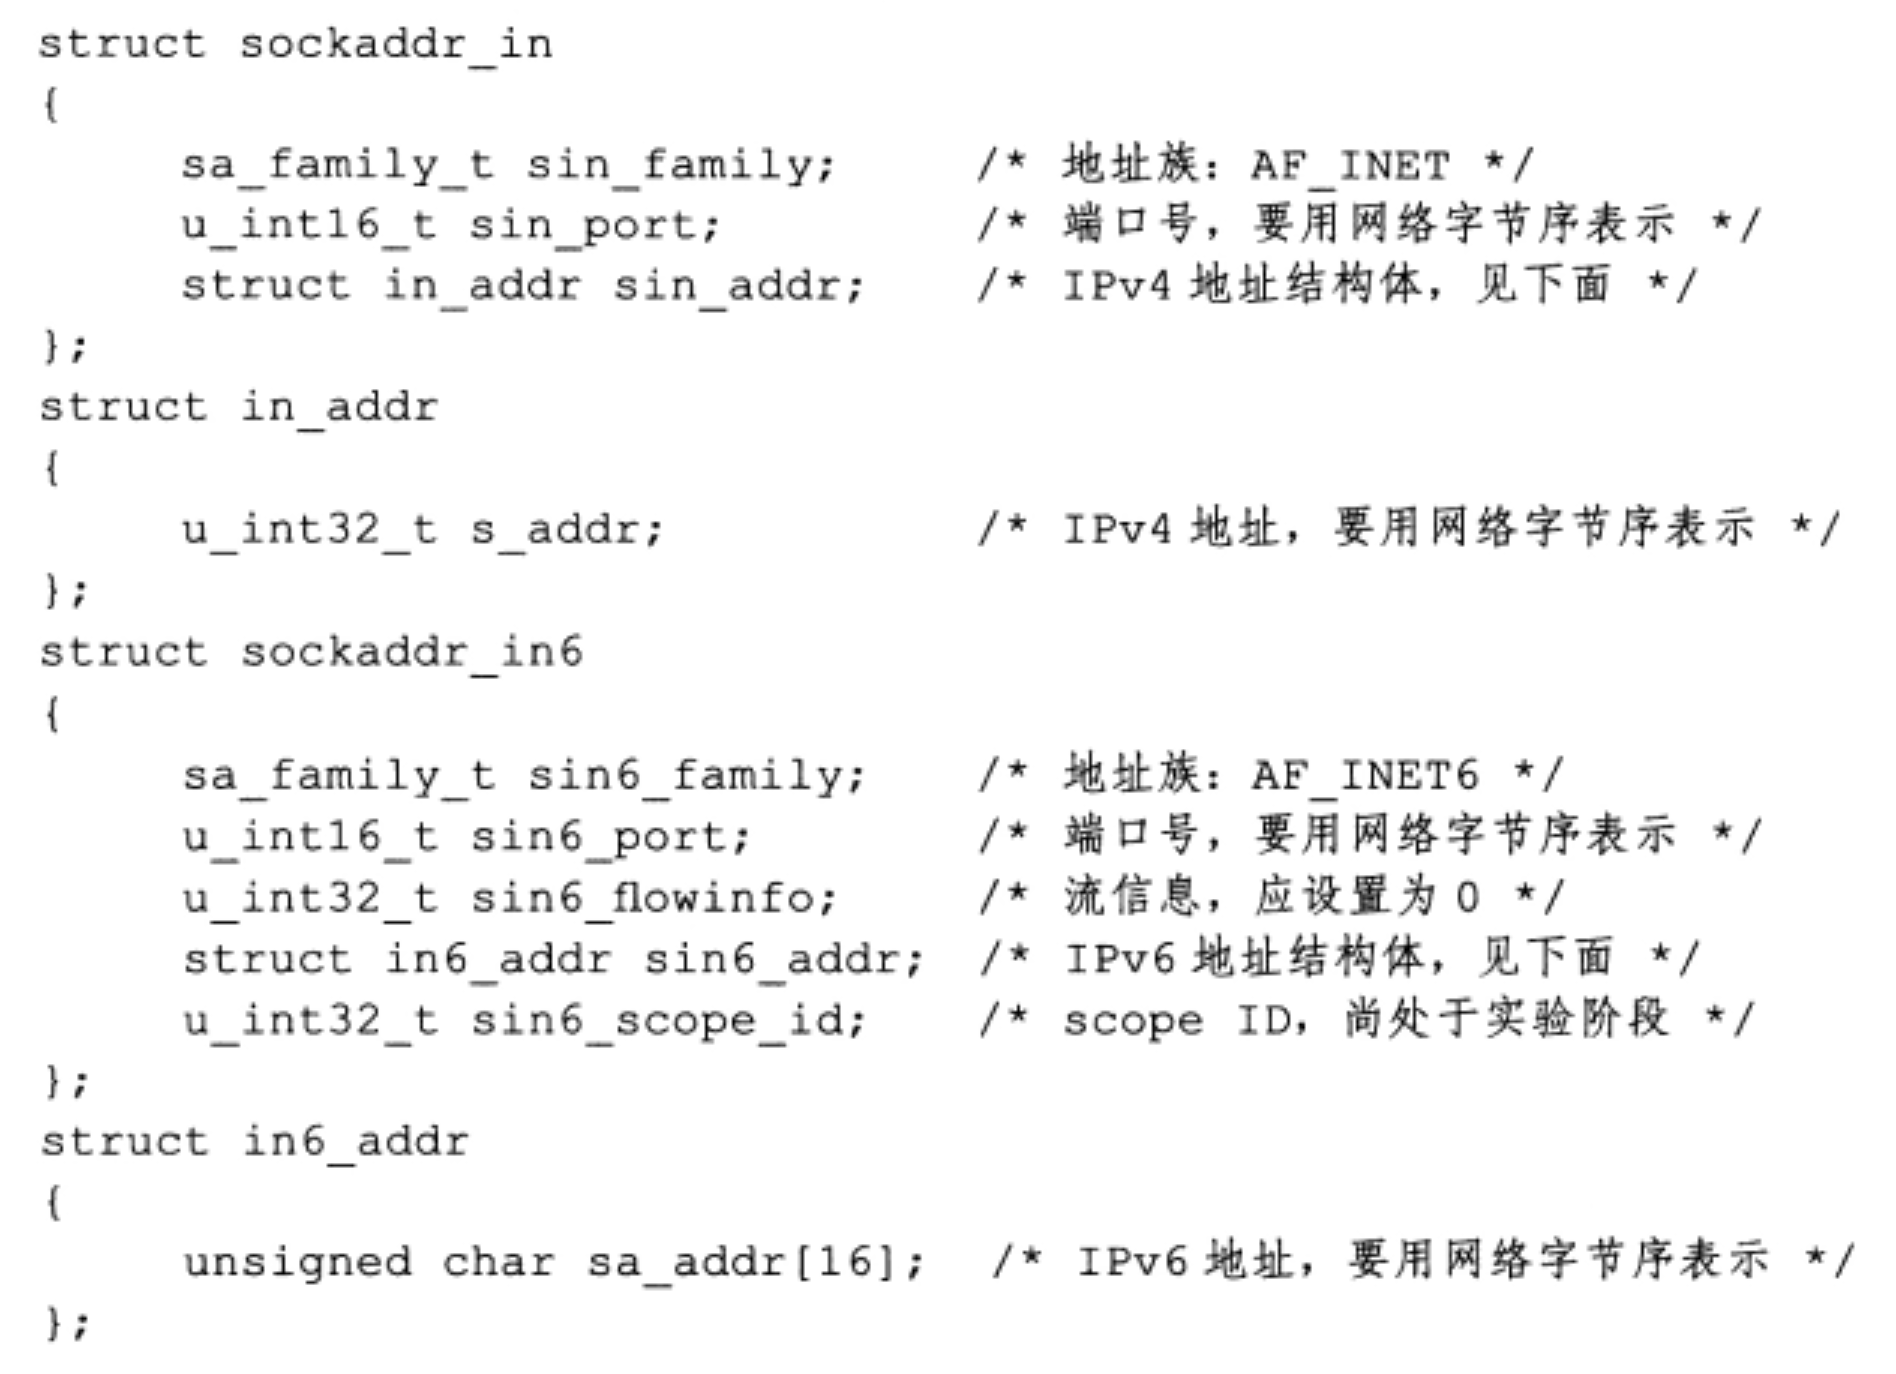 struct sockaddr_in
{
    sa_family_t sin_family;     /* 地址族：AF_INET */
    u_int16_t sin_port;         /* 端口号，要用网络字节序表示 */
    struct in_addr sin_addr;    /* IPv4 地址结构体，见下面 */
};
struct in_addr
{
    u_int32_t s_addr;           /* IPv4 地址，要用网络字节序表示 */
};
struct sockaddr_in6
{
    sa_family_t sin6_family;    /* 地址族：AF_INET6 */
    u_int16_t sin6_port;        /* 端口号，要用网络字节序表示 */
    u_int32_t sin6_flowinfo;    /* 流信息，应设置为 0 */
    struct in6_addr sin6_addr;  /* IPv6 地址结构体，见下面 */
    u_int32_t sin6_scope_id;    /* scope ID，尚处于实验阶段 */
};
struct in6_addr
{
    unsigned char sa_addr[16];  /* IPv6 地址，要用网络字节序表示 */
};